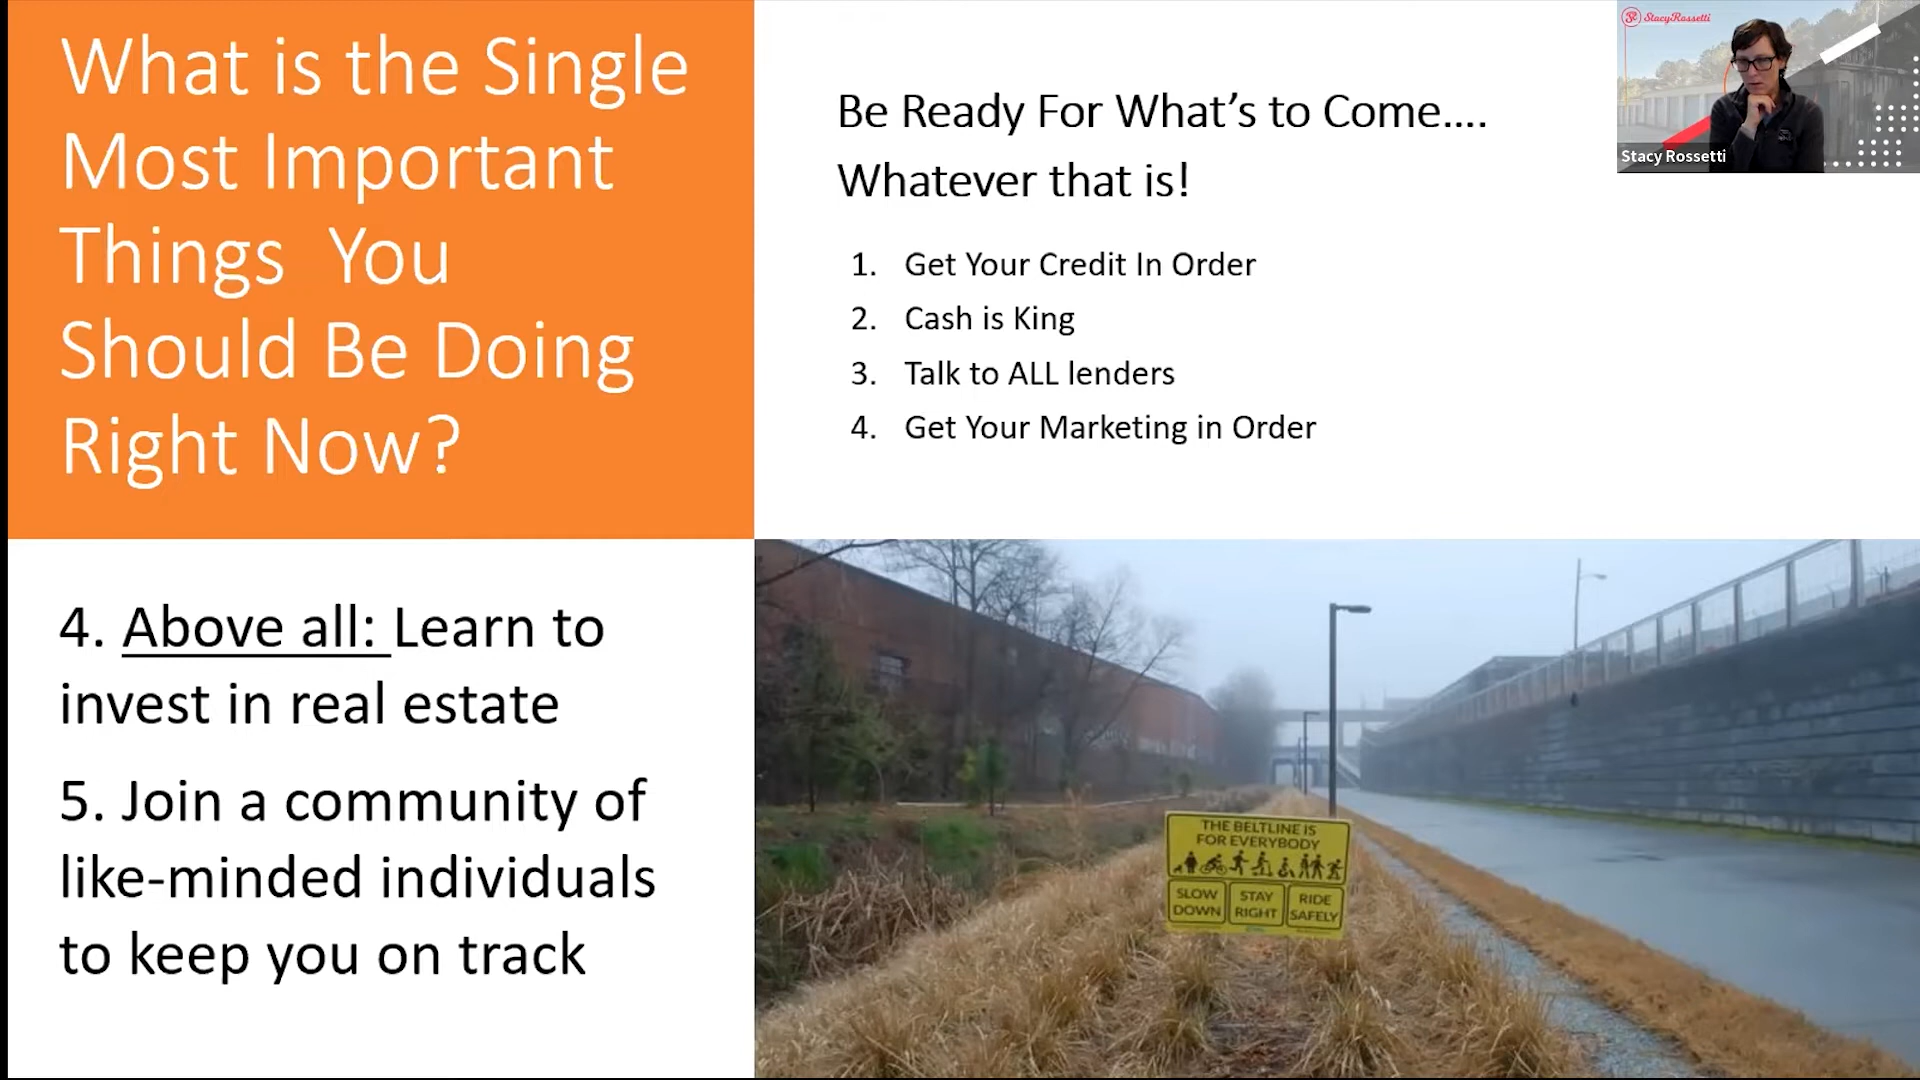 What is the Single
Most Important
Things You
Should Be Doing
Right Now?
Be Ready For What's to Come....
Whatever that is!
1. Get Your Credit In Order
2. Cash is King
3. Talk to ALL lenders
4. Get Your Marketing in Order
StacyRossetti
Stacy Rossetti
4. Above all: Learn to
invest in real estate
5. Join a community of
like-minded individuals
to keep you on track
THE BELTLINE IS
FOR EVERYBODY
SLOW
DOWN
STAY
RIGHT
RIDE
SAFELY